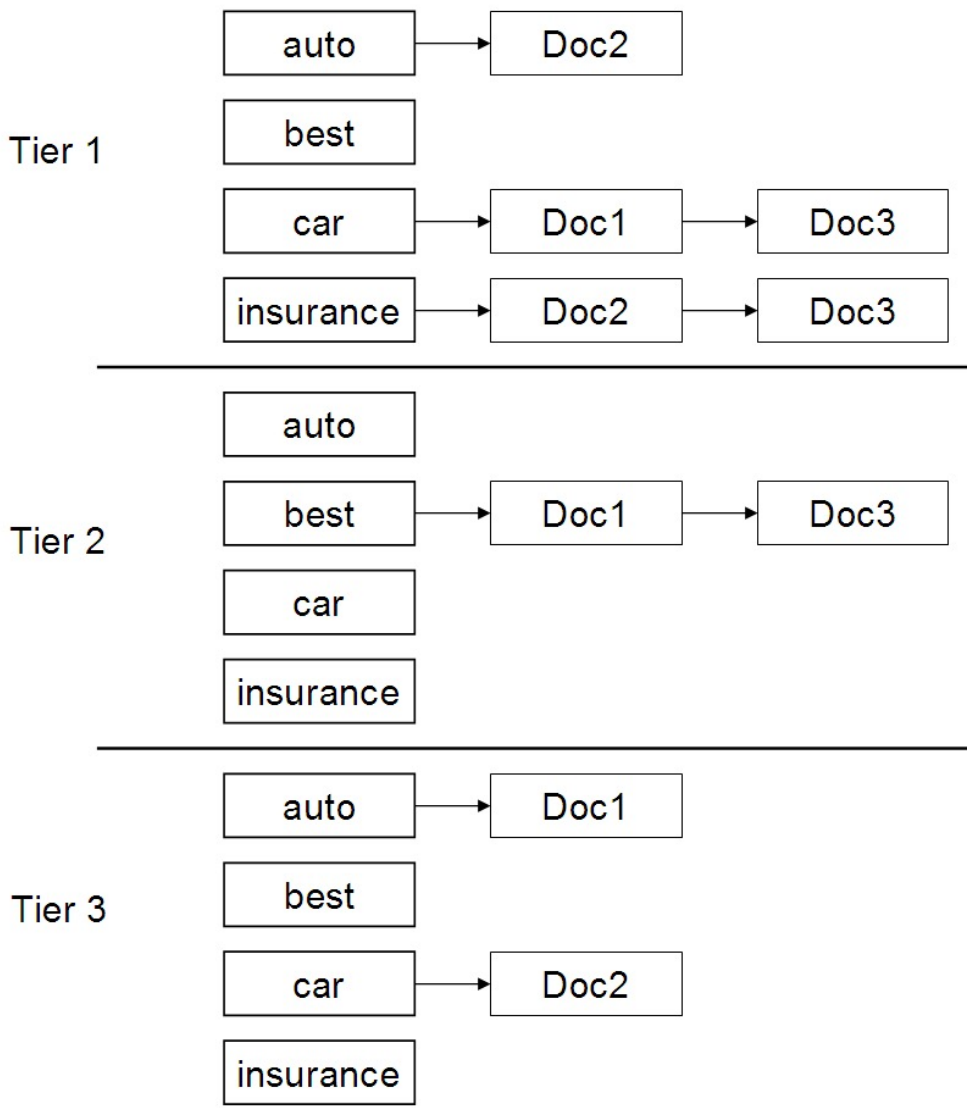 auto Doc2
Tier 1
best
car Doc1 Doc3
insurance Doc2 Doc3
auto
best Doc1 Doc3
Tier 2
car
insurance
auto Doc1
best
Tier 3
car Doc2
insurance